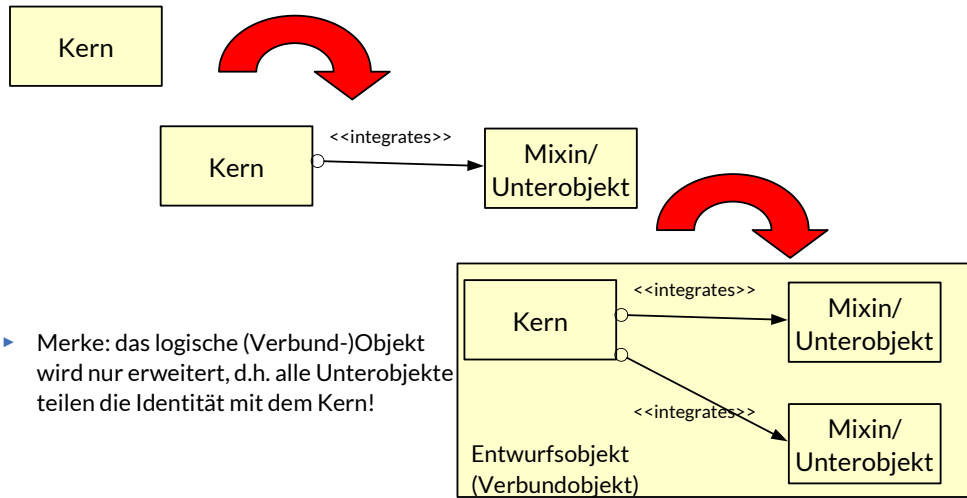 Kern
<<integrates>>
Kern
Mixin/
Unterobjekt
<<integrates>>
Kern
Mixin/
Unterobjekt
▸ Merke: das logische (Verbund-)Objekt
wird nur erweitert, d.h. alle Unterobjekte
teilen die Identität mit dem Kern!
<<integrates>>
Mixin/
Unterobjekt
Entwurfsobjekt
(Verbundobjekt)